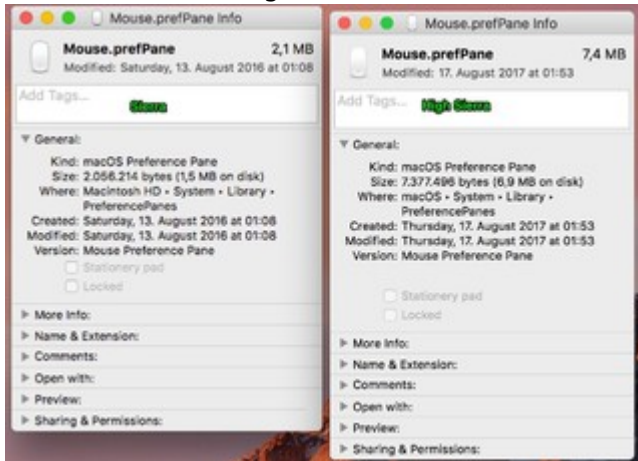 Mouse.prefPane Info
Mouse.prefPane 2,1 MB
Modified: Saturday, 13. August 2016 at 01:08
Add Tags...
Sierra
General:
Kind: macOS Preference Pane
Size: 2.056.214 bytes (1,5 MB on disk)
Where: Macintosh HD • System • Library •
PreferencePanes
Created: Saturday, 13. August 2016 at 01:08
Modified: Saturday, 13. August 2016 at 01:08
Version: Mouse Preference Pane
Stationery pad
Locked
More Info:
Name & Extension:
Comments:
Open with:
Preview:
Sharing & Permissions:
Mouse.prefPane Info
Mouse.prefPane 7,4 MB
Modified: 17. August 2017 at 01:53
Add Tags...
High Sierra
General:
Kind: macOS Preference Pane
Size: 7.377.496 bytes (6,9 MB on disk)
Where: macOS • System • Library •
PreferencePanes
Created: Thursday, 17. August 2017 at 01:53
Modified: Thursday, 17. August 2017 at 01:53
Version: Mouse Preference Pane
Stationery pad
Locked
More Info:
Name & Extension:
Comments:
Open with:
Preview:
Sharing & Permissions: